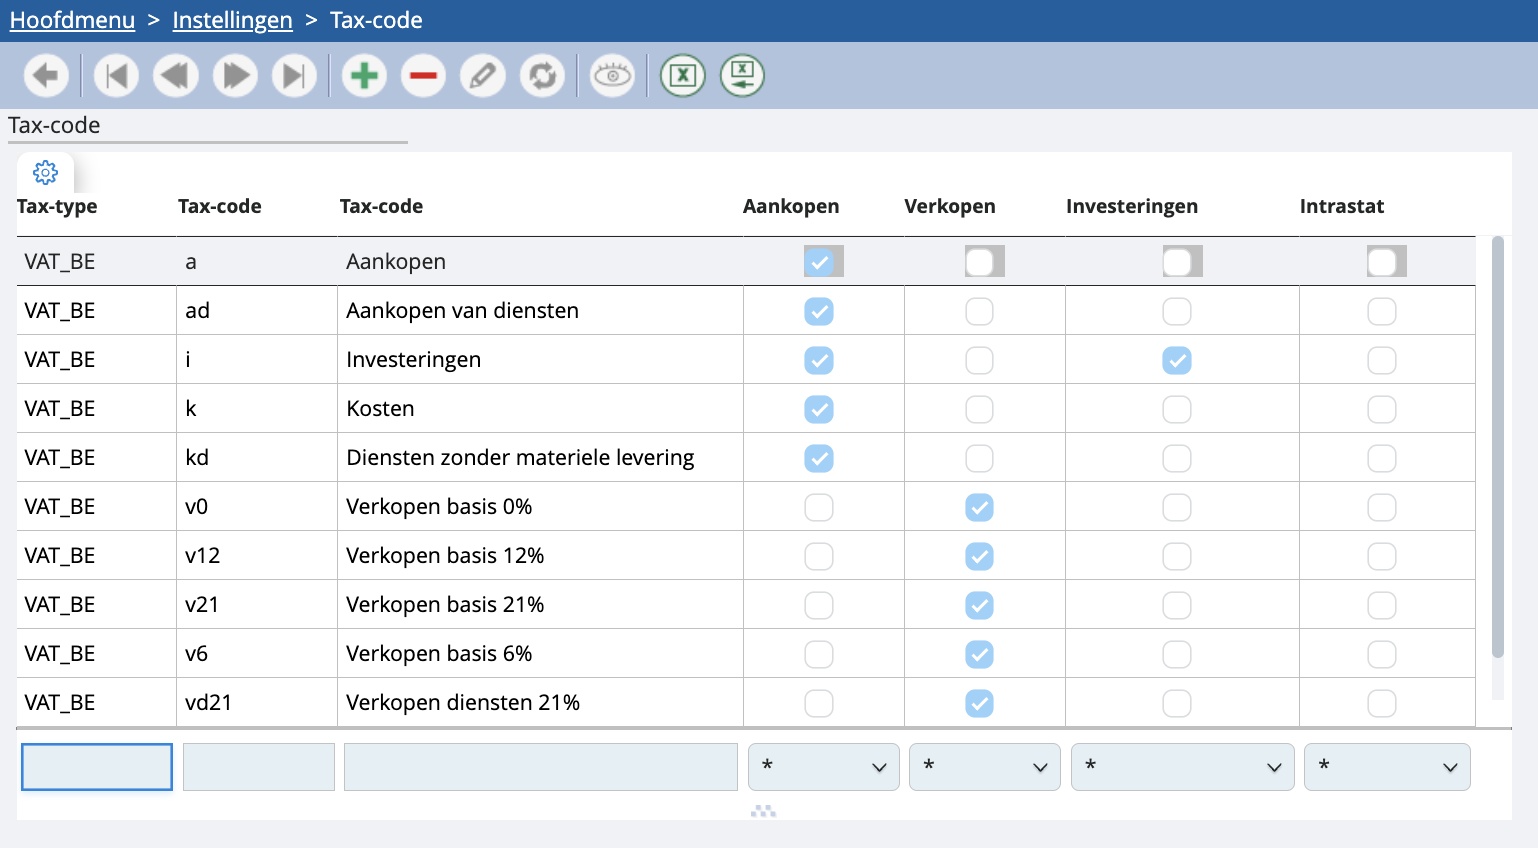 Hoofdmenu > Instellingen > Tax-code
Tax-code
Tax-type Tax-code Tax-code Aankopen Verkopen Investeringen Intrastat
VAT_BE a Aankopen
VAT_BE ad Aankopen van diensten
VAT_BE i Investeringen
VAT_BE k Kosten
VAT_BE kd Diensten zonder materiele levering
VAT_BE v0 Verkopen basis 0%
VAT_BE v12 Verkopen basis 12%
VAT_BE v21 Verkopen basis 21%
VAT_BE v6 Verkopen basis 6%
VAT_BE vd21 Verkopen diensten 21%
* * * *